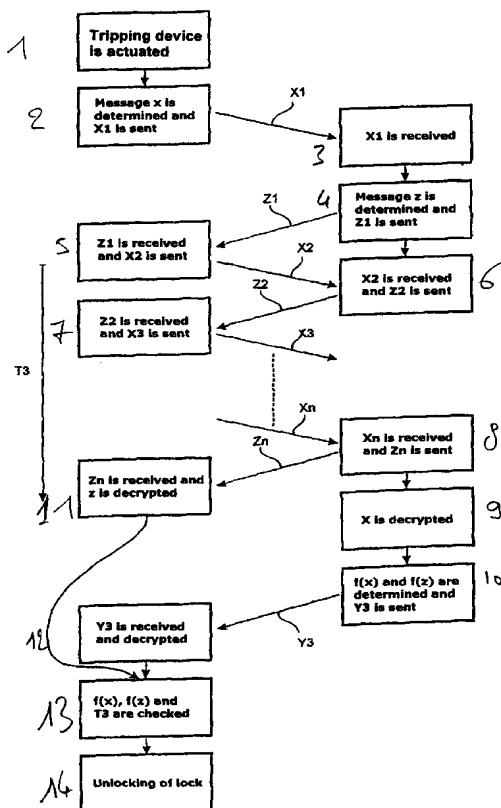 1
Tripping device
is actuated
2
Message x is
determined and
X1 is sent
X1
3
X1 is received
4
Message z is
determined and
Z1 is sent
Z1
5
Z1 is received
and X2 is sent
X2
6
X2 is received
and Z2 is sent
Z2
7
Z2 is received
and X3 is sent
X3
T3
Xn
8
Xn is received
and Zn is sent
Zn
11
Zn is received and
z is decrypted
9
X is decrypted
10
f(x) and f(z) are
determined and
Y3 is sent
Y3
12
Y3 is received
and decrypted
13
f(x), f(z) and
T3 are checked
14
Unlocking of lock